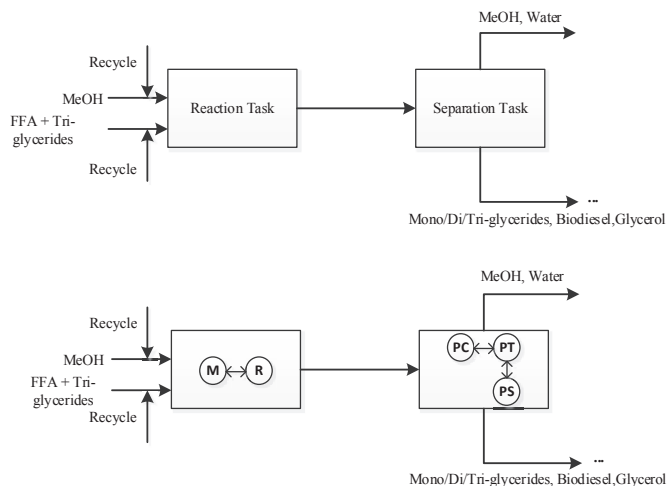 MeOH, Water
Recycle
MeOH
Reaction Task
Separation Task
FFA + Tri-
glycerides
Recycle
...
Mono/Di/Tri-glycerides, Biodiesel,Glycerol
MeOH, Water
Recycle
PC
PT
MeOH
M
R
FFA + Tri-
glycerides
PS
Recycle
...
Mono/Di/Tri-glycerides, Biodiesel,Glycerol